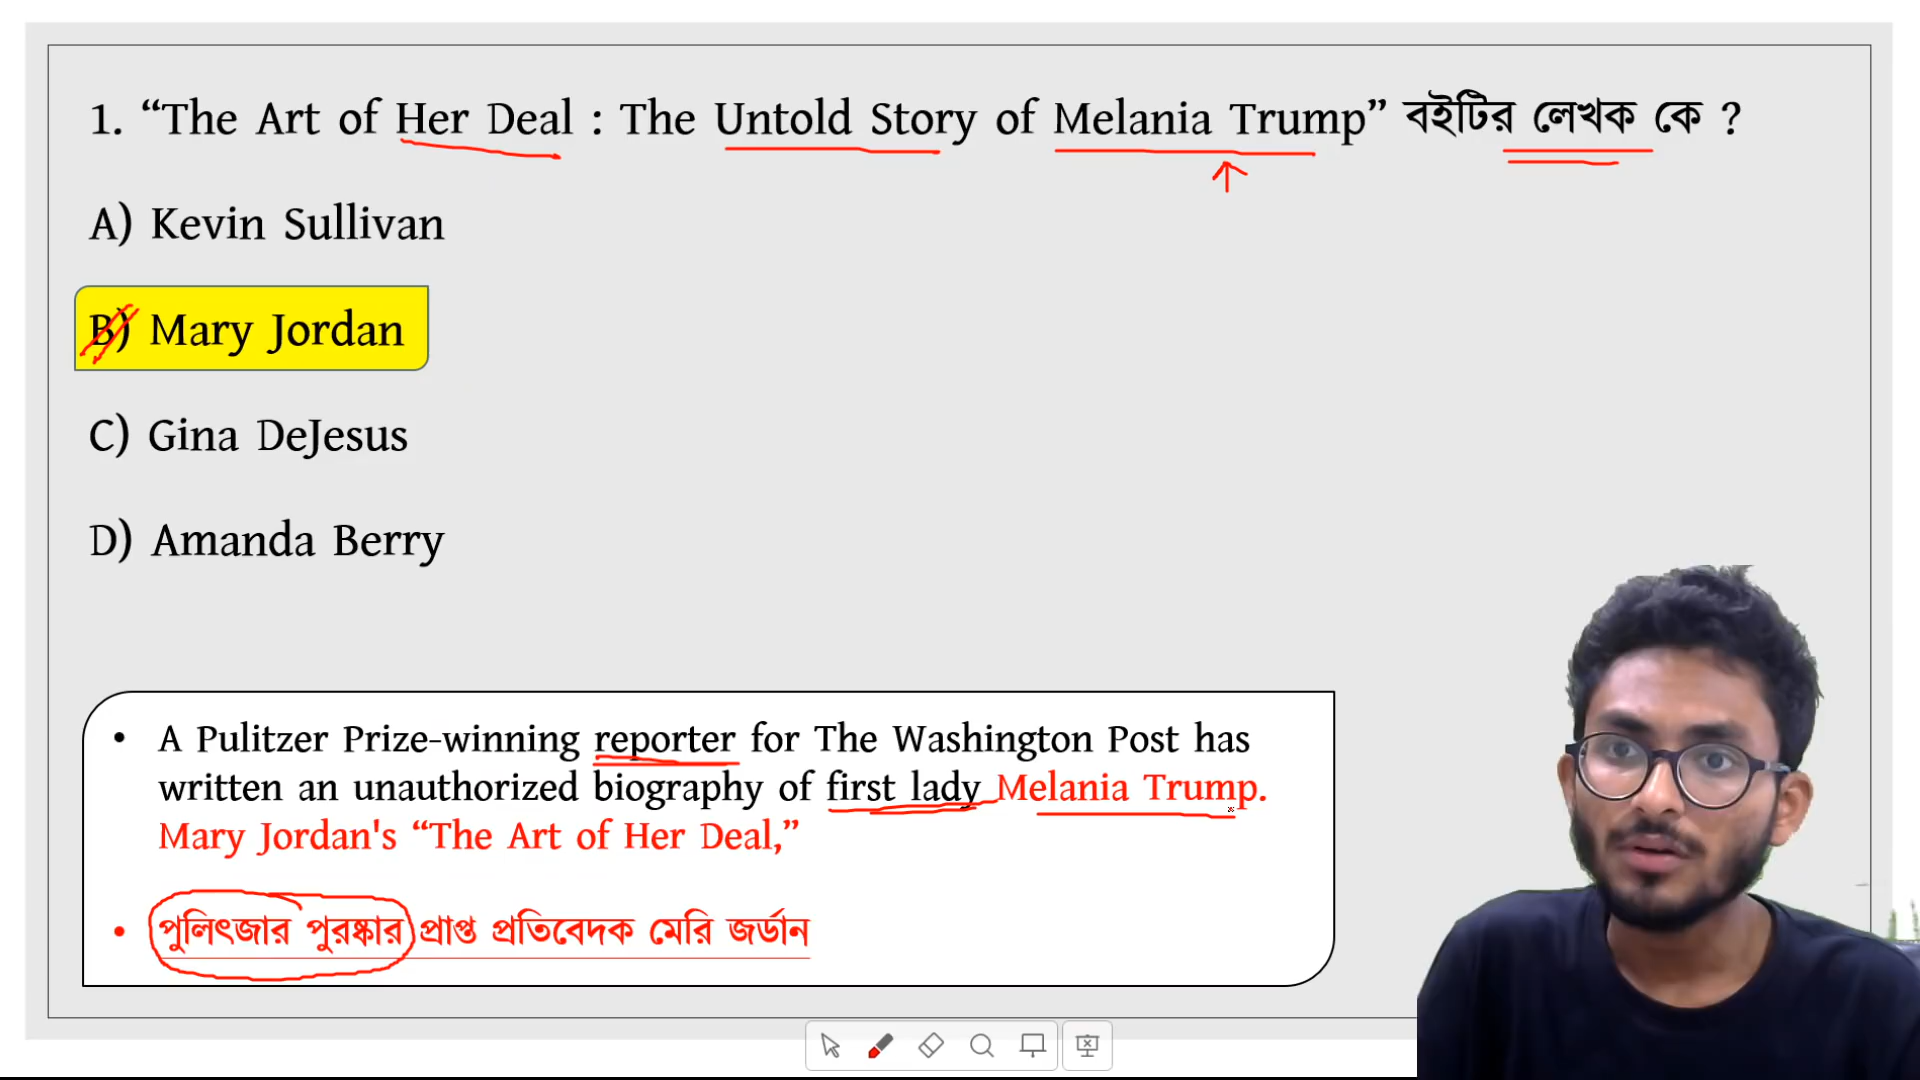 1. “The Art of Her Deal : The Untold Story of Melania Trump” বইটির লেখক কে ?
A) Kevin Sullivan
B) Mary Jordan
C) Gina DeJesus
D) Amanda Berry
• A Pulitzer Prize-winning reporter for The Washington Post has
written an unauthorized biography of first lady Melania Trump.
Mary Jordan's “The Art of Her Deal,”
• পুলিৎজার পুরষ্কার প্রাপ্ত প্রতিবেদক মেরি জর্ডান